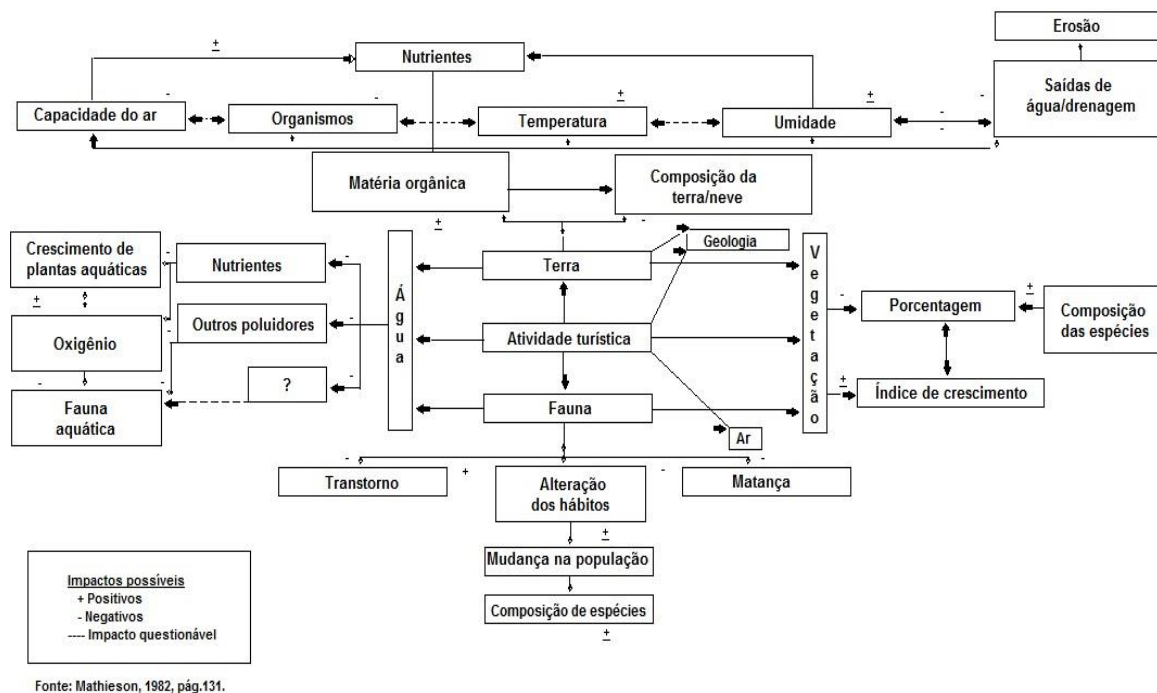 Erosão
+
Nutrientes
Saídas de
água/drenagem
Capacidade do ar
-
Organismos
-
+
Temperatura
+
Umidade
-
-
-
Matéria orgânica
Composição da
terra/neve
+
-
Crescimento de
plantas aquáticas
-
Nutrientes
-
Água
Terra
Geologia
Vegetação
+
Oxigênio
-
Outros poluidores
-
Atividade turística
-
Porcentagem
+
Composição
das espécies
-
Fauna
aquática
-
?
-
Fauna
Ar
+
Índice de crescimento
-
Transtorno
+
Alteração
dos hábitos
-
Matança
-
+
Mudança na população
Composição de espécies
+
Impactos possíveis
+ Positivos
- Negativos
---- Impacto questionável
Fonte: Mathieson, 1982, pág.131.